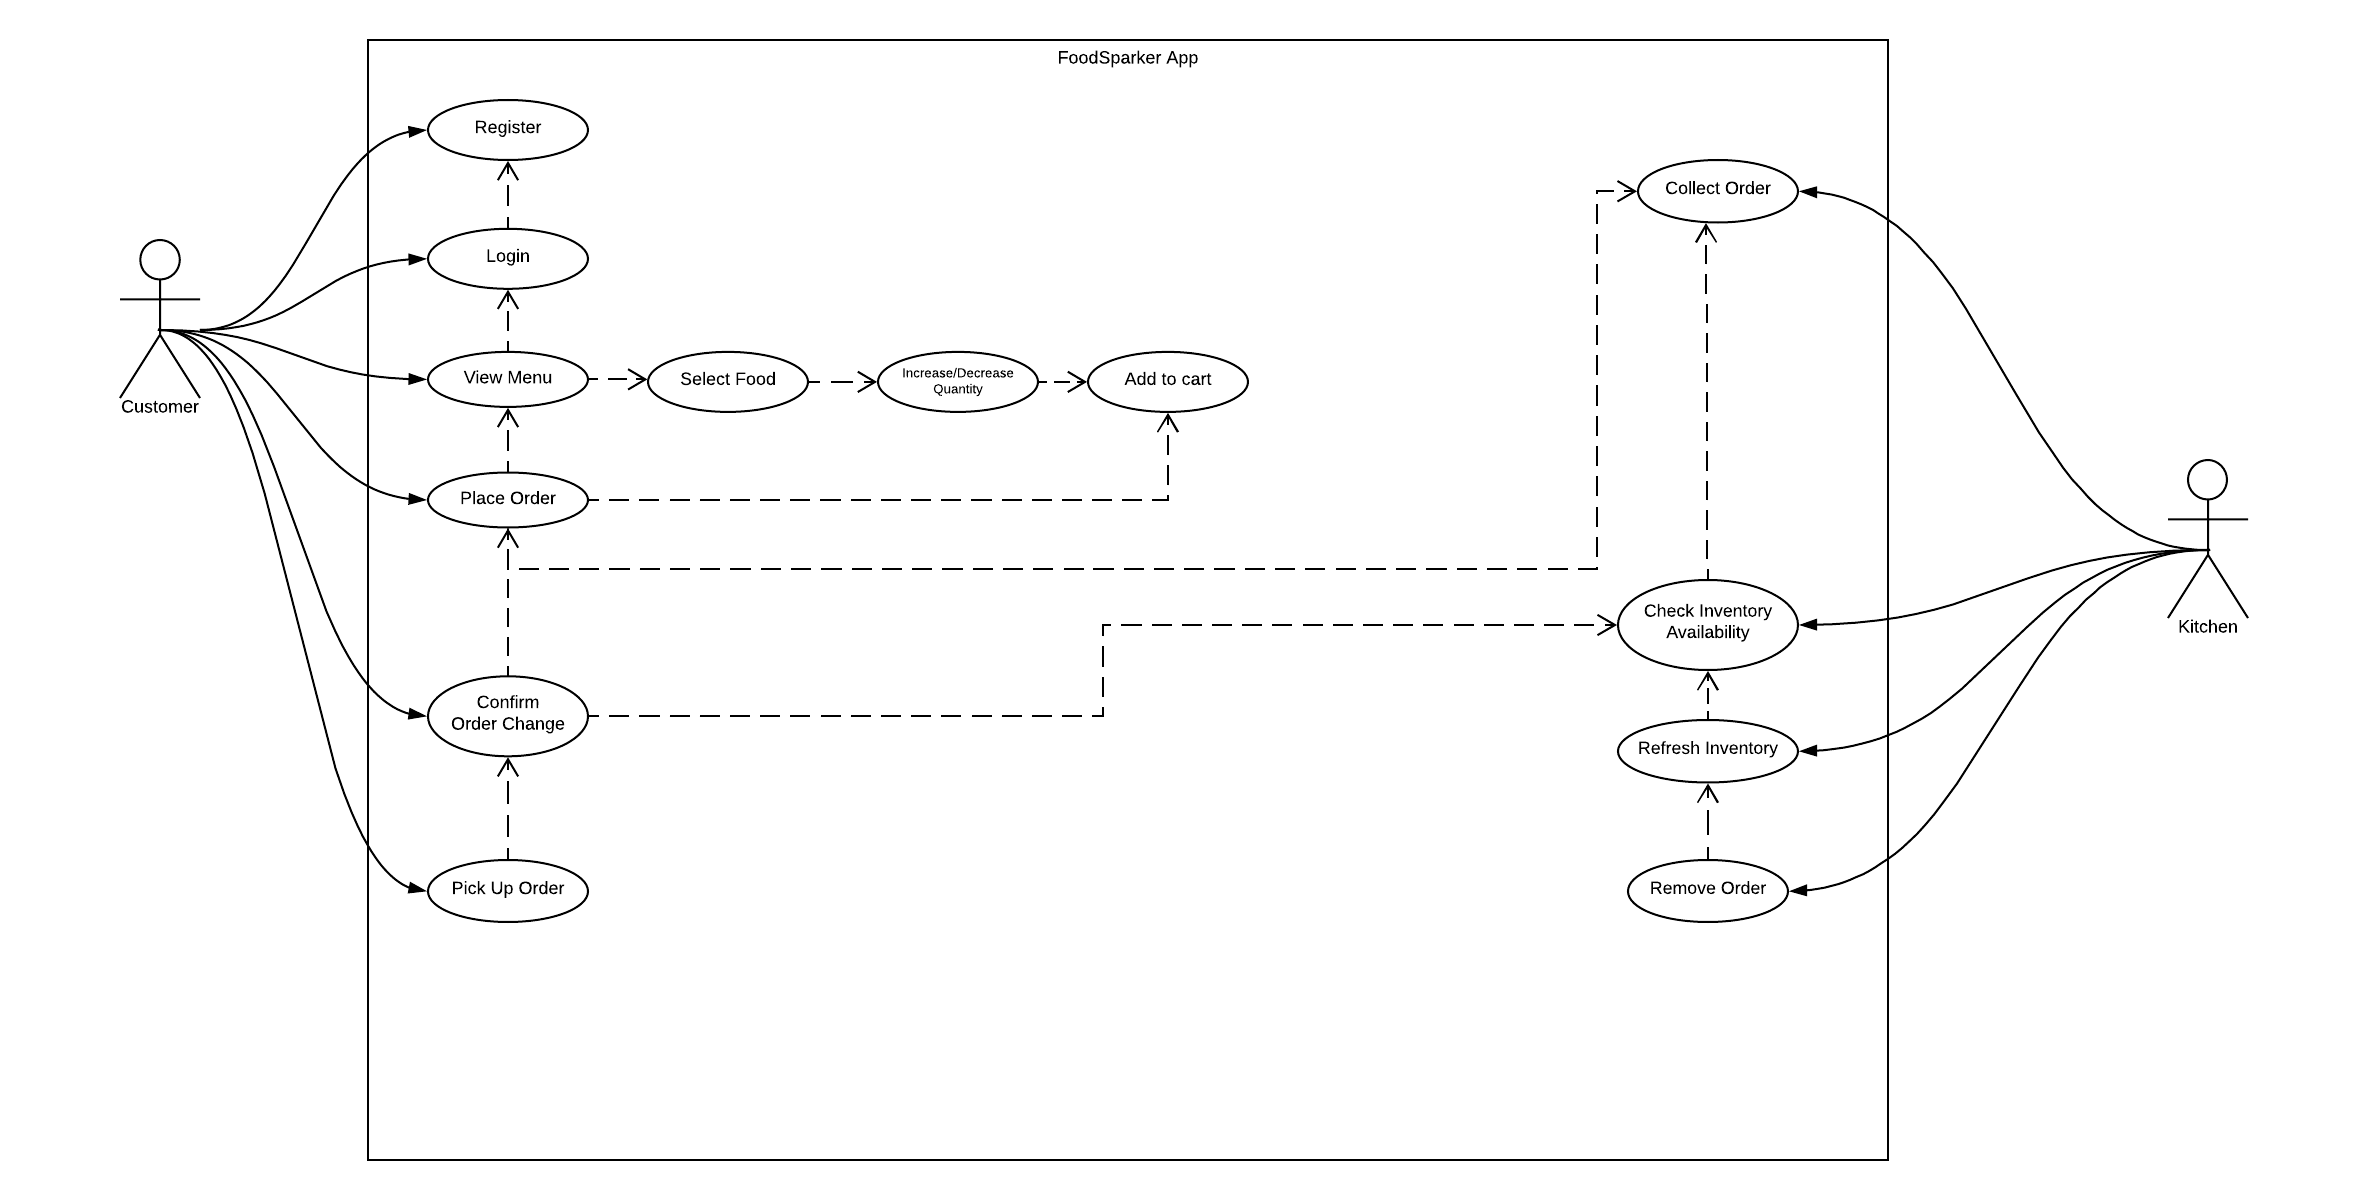 FoodSparker App
Register
Collect Order
Login
View Menu
Select Food
Increase/Decrease
Quantity
Add to cart
Customer
Place Order
Check Inventory
Availability
Kitchen
Confirm
Order Change
Refresh Inventory
Pick Up Order
Remove Order